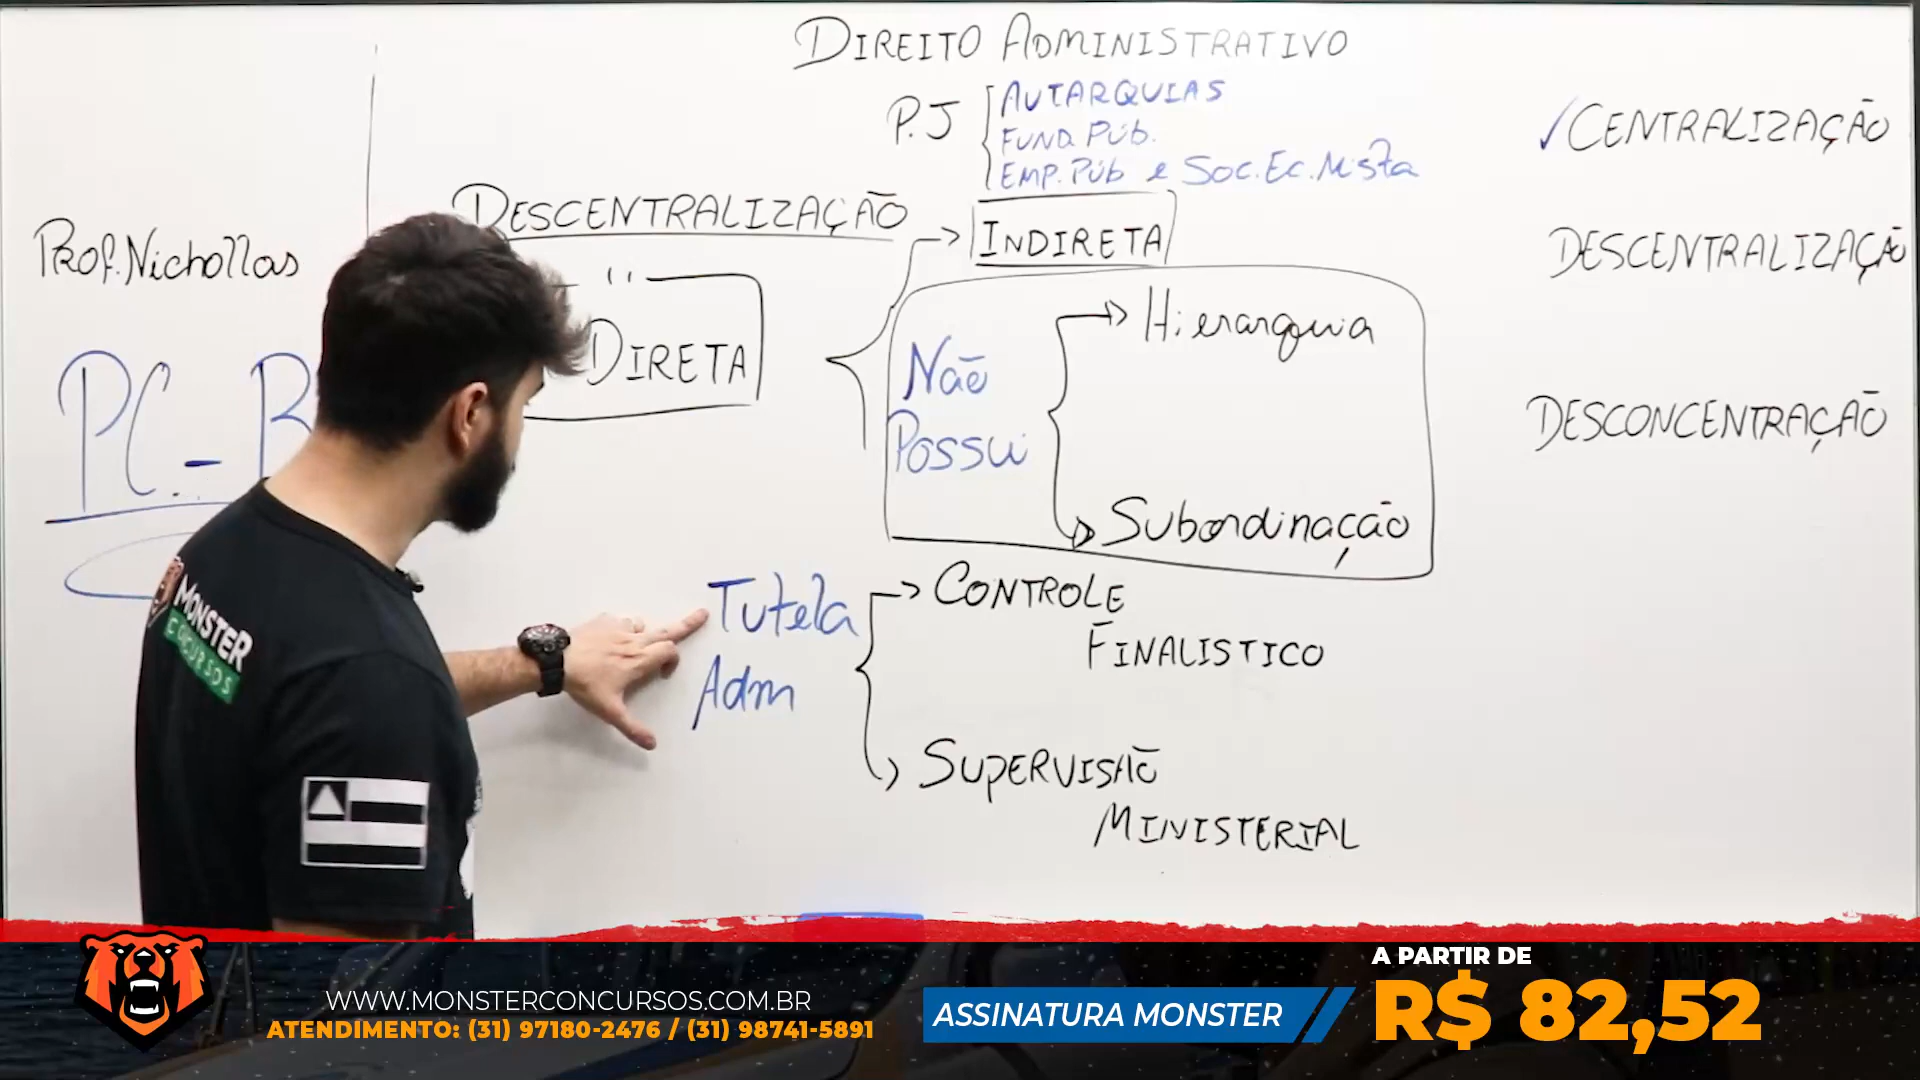 DIREITO ADMINISTRATIVO
P.J
AUTARQUIAS
FUND. PÚB.
EMP. PÚB e SOC. EC. MISTA
✓CENTRALIZAÇÃO
DESCENTRALIZAÇÃO
INDIRETA
DESCENTRALIZAÇÃO
Prof. Nichollas
DIRETA
Hierarquia
Não
Possui
PC-B
DESCONCENTRAÇÃO
Subordinação
Tutela
Adm
CONTROLE
FINALISTICO
SUPERVISÃO
MINISTERIAL
MONSTER
CONCURSOS
WWW.MONSTERCONCURSOS.COM.BR
ATENDIMENTO: (31) 97180-2476 / (31) 98741-5891
ASSINATURA MONSTER
A PARTIR DE
R$ 82,52